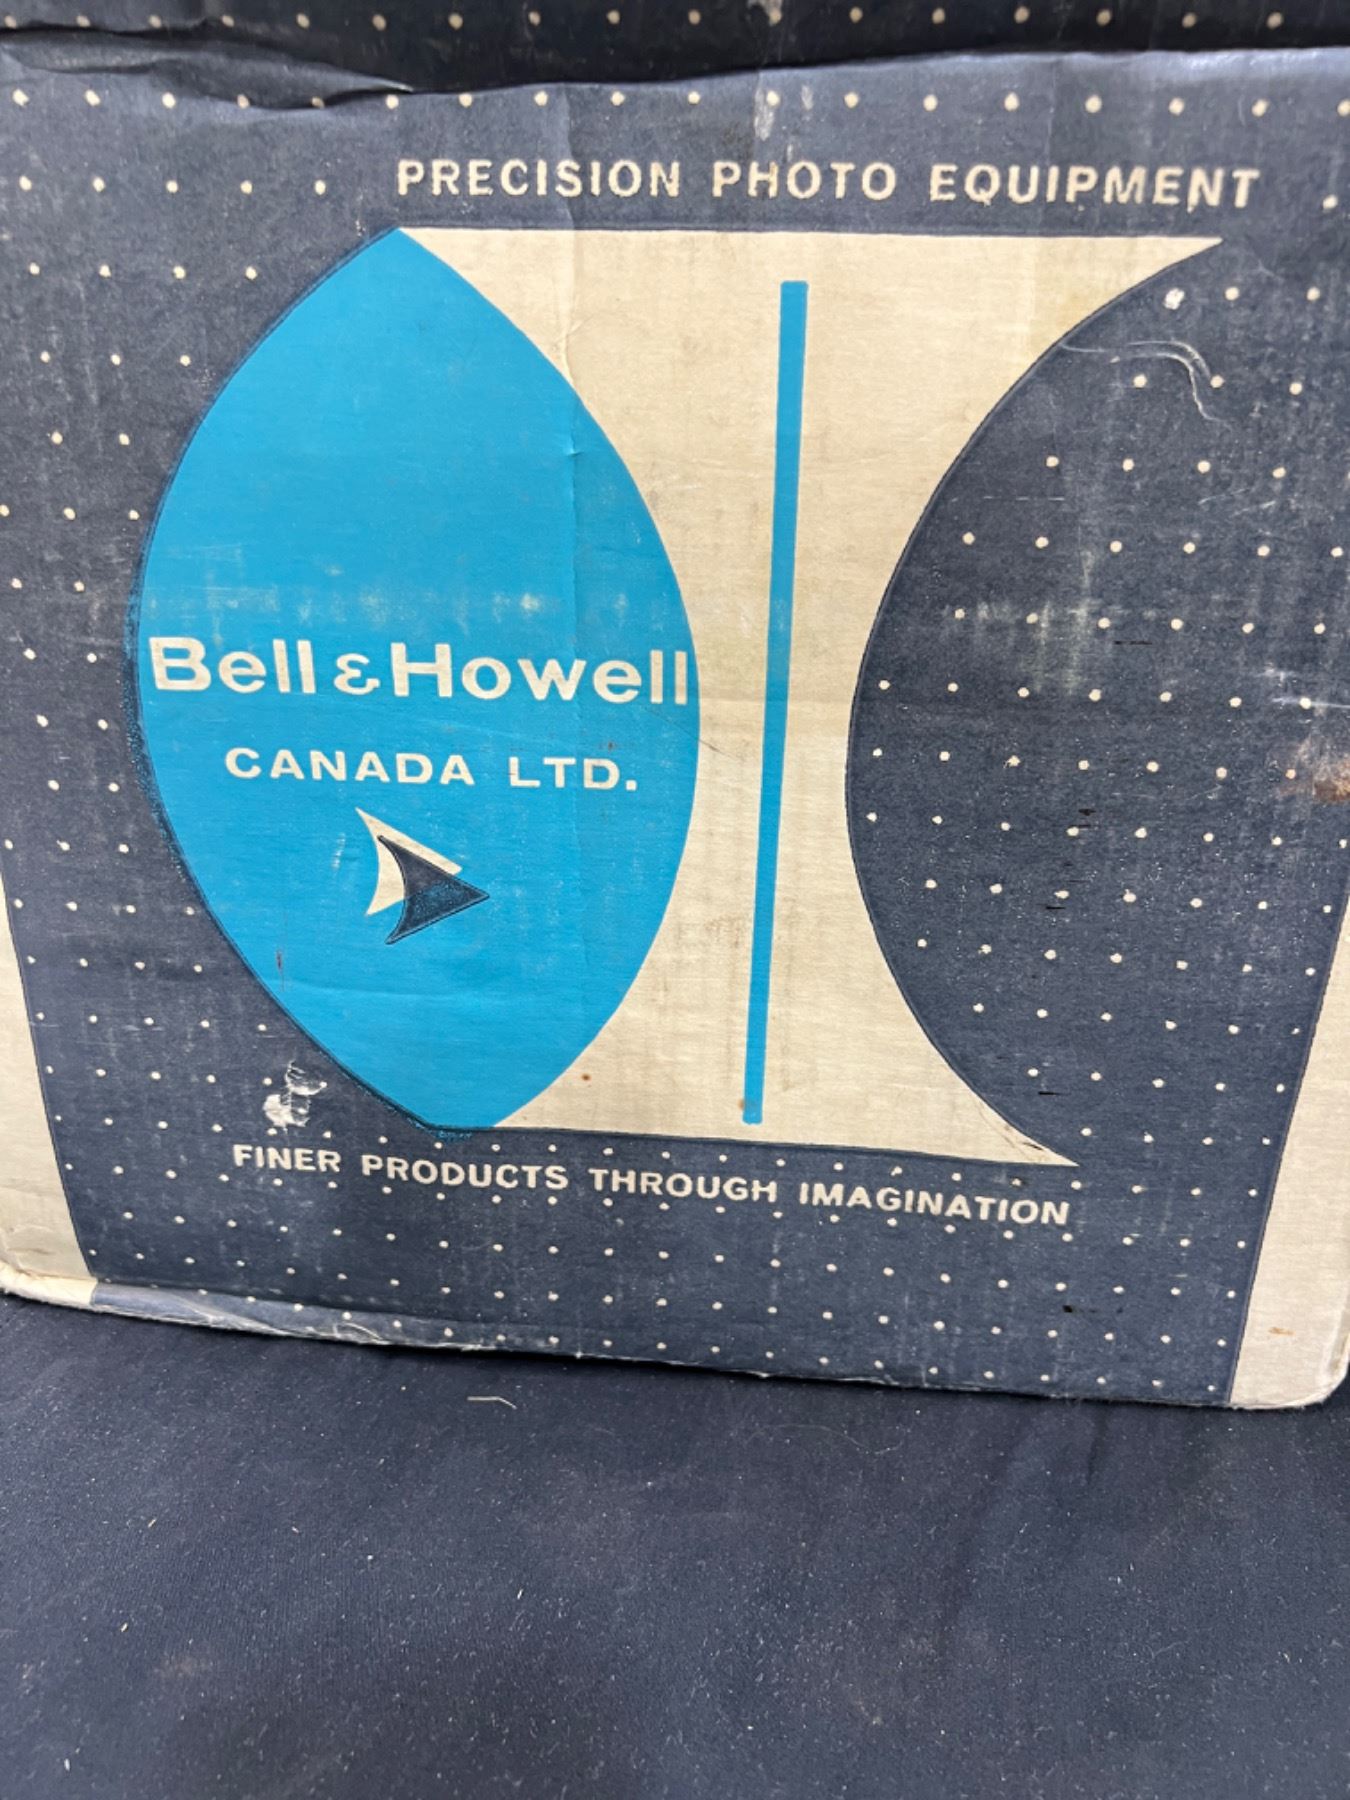 PRECISION PHOTO EQUIPMENT
Bell & Howell
CANADA LTD.
FINER PRODUCTS THROUGH IMAGINATION